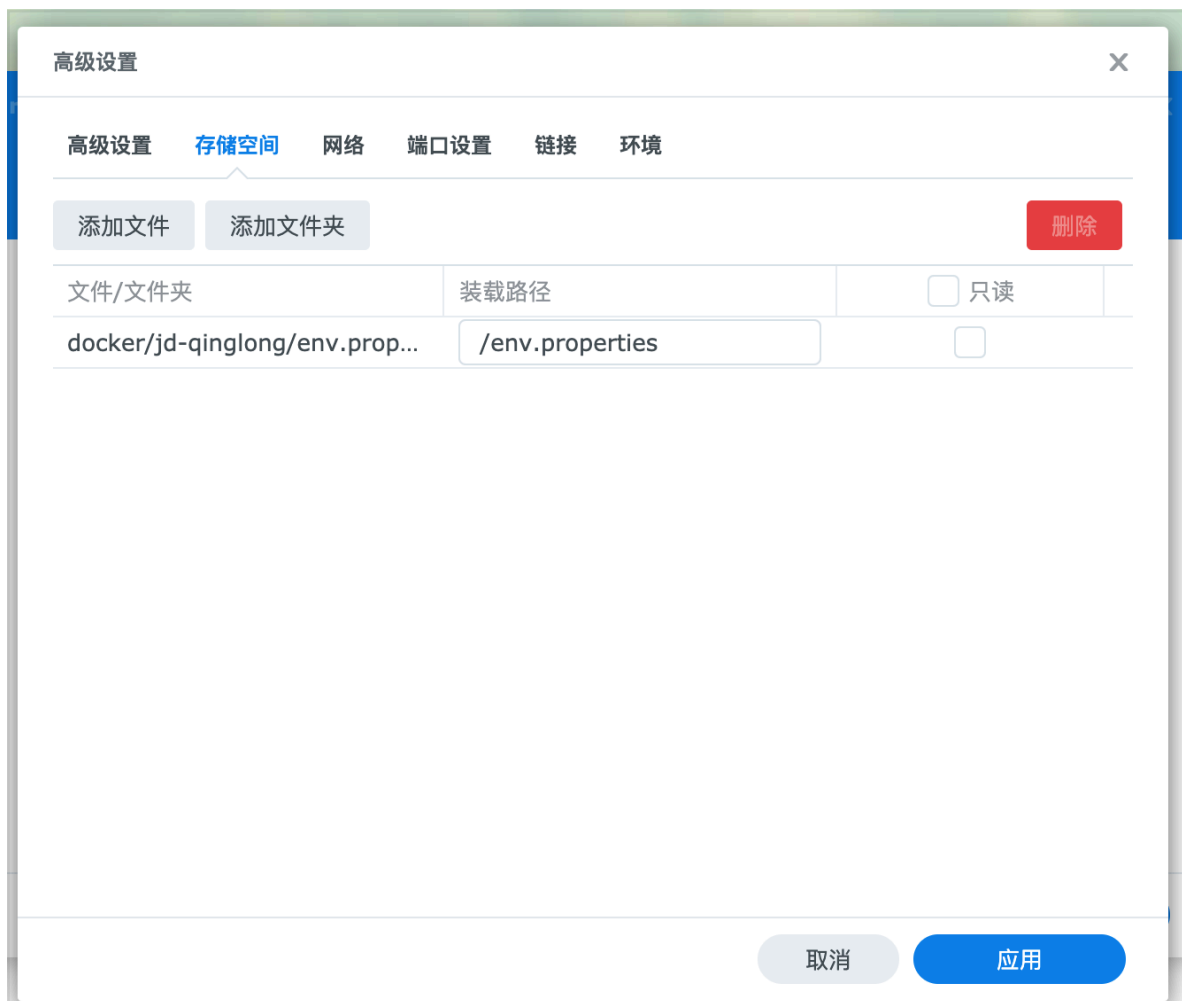 高级设置
高级设置 存储空间 网络 端口设置 链接 环境
添加文件 添加文件夹 删除
文件/文件夹 装载路径 只读
docker/jd-qinglong/env.prop... /env.properties
取消 应用